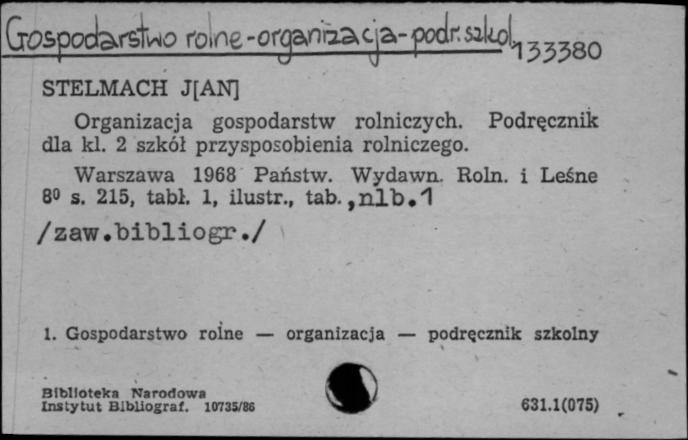 Gospodarstwo rolne-organizacja-podr. szkol.
133380
STELMACH J[AN]
Organizacja gospodarstw rolniczych. Podręcznik
dla kl. 2 szkół przysposobienia rolniczego.
Warszawa 1968 Państw. Wydawn. Roln. i Leśne
8⁰ s. 215, tabl. 1, ilustr., tab., nlb.1
/zaw.bibliogr./
1. Gospodarstwo rolne — organizacja — podręcznik szkolny
Biblioteka Narodowa
Instytut Bibliograf. 10735/86
631.1(075)